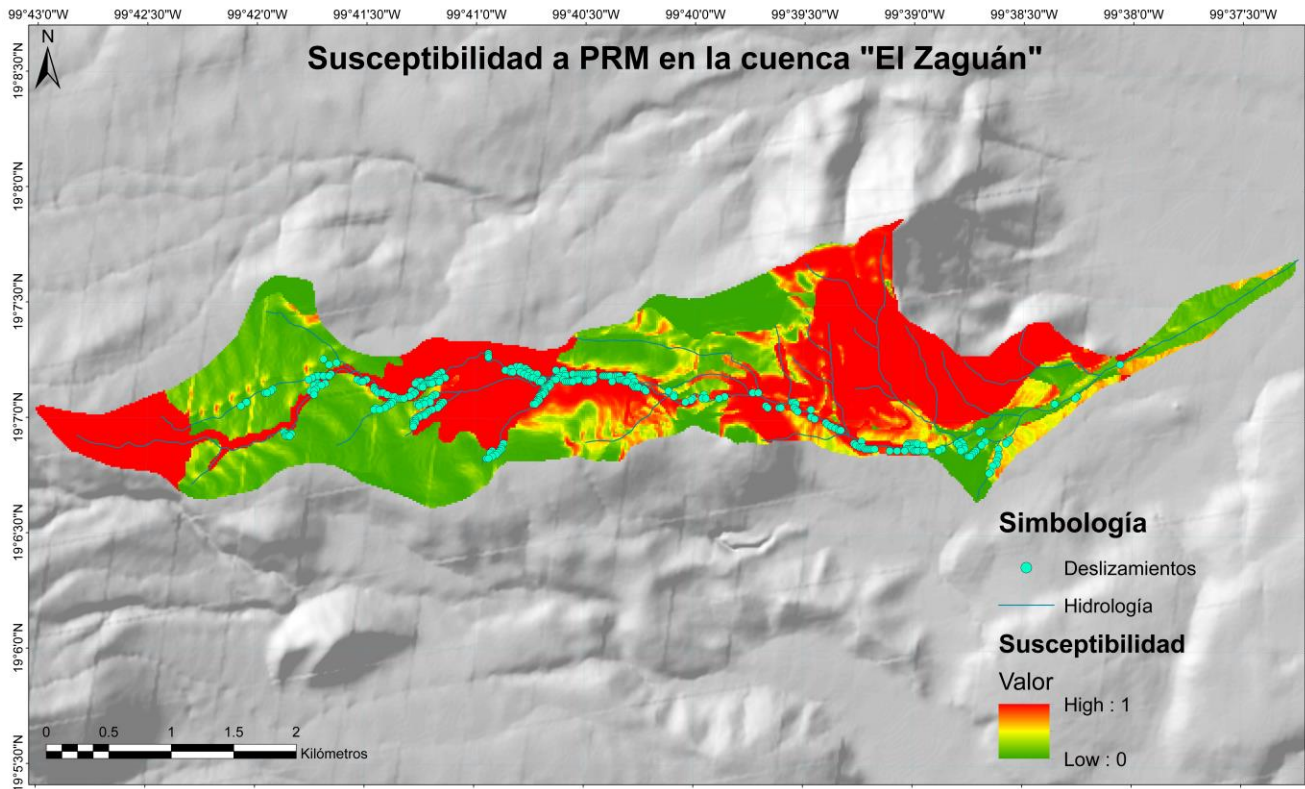 99°43'0"W 99°42'30"W 99°42'0"W 99°41'30"W 99°41'0"W 99°40'30"W 99°40'0"W 99°39'30"W 99°39'0"W 99°38'30"W 99°38'0"W 99°37'30"W
N
Susceptibilidad a PRM en la cuenca "El Zaguán"
19°8'30"N
19°8'0"N
19°7'30"N
19°7'0"N
19°6'30"N
19°6'0"N
19°5'30"N
Simbología
Deslizamientos
Hidrología
Susceptibilidad
Valor
High : 1
Low : 0
0 0.5 1 1.5 2
Kilómetros